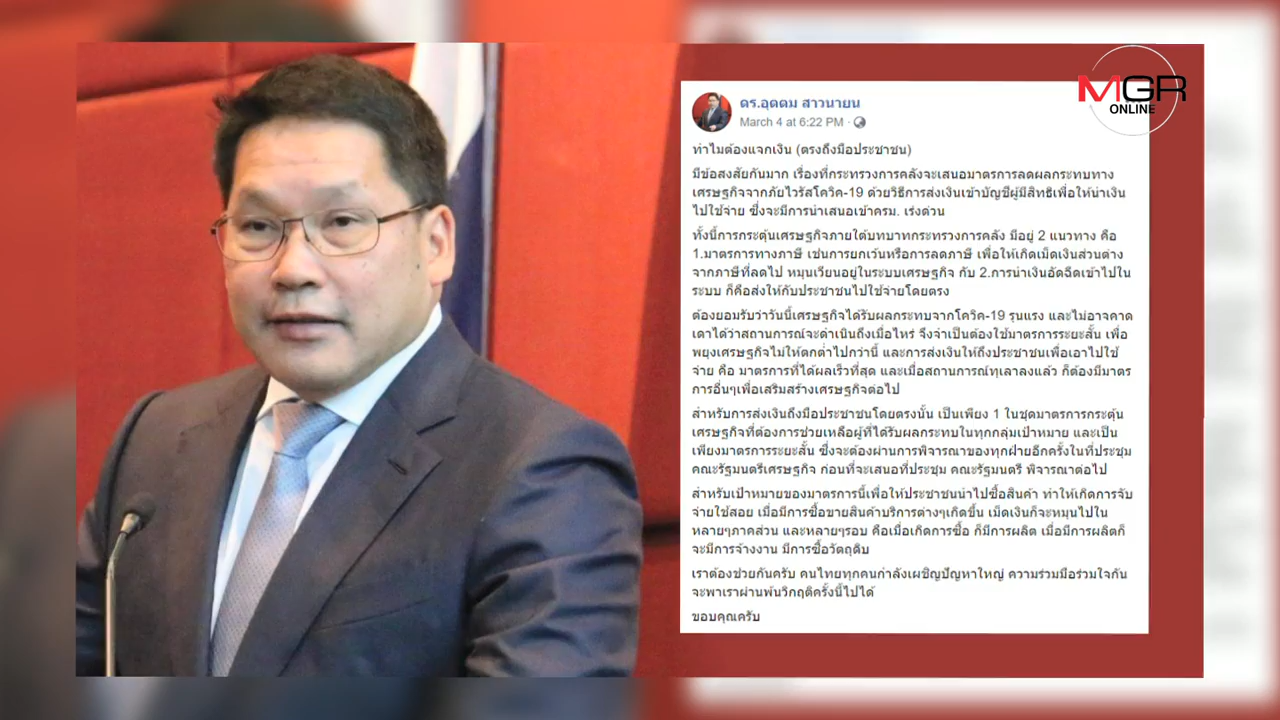 MGR
ONLINE
ดร.อุตตม สาวนายน
March 4 at 6:22 PM ·
ทำไมต้องแจกเงิน (ตรงถึงมือประชาชน)
มีข้อสงสัยกันมาก เรื่องที่กระทรวงการคลังจะเสนอมาตรการลดผลกระทบทาง
เศรษฐกิจจากภัยไวรัสโควิค-19 ด้วยวิธีการส่งเงินเข้าบัญชีผู้มีสิทธิเพื่อให้นำเงิน
ไปใช้จ่าย ซึ่งจะมีการนำเสนอเข้าครม. เร่งด่วน
ทั้งนี้การกระตุ้นเศรษฐกิจภายใต้บทบาทกระทรวงการคลัง มีอยู่ 2 แนวทาง คือ
1.มาตรการทางภาษี เช่นการยกเว้นหรือการลดภาษี เพื่อให้เกิดเม็ดเงินส่วนต่าง
จากภาษีที่ลดไป หมุนเวียนอยู่ในระบบเศรษฐกิจ กับ 2.การนำเงินอัดฉีดเข้าไปใน
ระบบ ก็คือส่งให้กับประชาชนไปใช้จ่ายโดยตรง
ต้องยอมรับว่าวันนี้เศรษฐกิจได้รับผลกระทบจากโควิค-19 รุนแรง และไม่อาจคาด
เดาได้ว่าสถานการณ์จะดำเนินถึงเมื่อไหร่ จึงจำเป็นต้องใช้มาตรการระยะสั้น เพื่อ
พยุงเศรษฐกิจไม่ให้ตกต่ำไปกว่านี้ และการส่งเงินให้ถึงประชาชนเพื่อเอาไปใช้
จ่าย คือ มาตรการที่ได้ผลเร็วที่สุด และเมื่อสถานการณ์ทุเลาลงแล้ว ก็ต้องมีมาตร
การอื่นๆเพื่อเสริมสร้างเศรษฐกิจต่อไป
สำหรับการส่งเงินถึงมือประชาชนโดยตรงนั้น เป็นเพียง 1 ในชุดมาตรการกระตุ้น
เศรษฐกิจที่ต้องการช่วยเหลือผู้ที่ได้รับผลกระทบในทุกกลุ่มเป้าหมาย และเป็น
เพียงมาตรการระยะสั้น ซึ่งจะต้องผ่านการพิจารณาของทุกฝ่ายอีกครั้งในที่ประชุม
คณะรัฐมนตรีเศรษฐกิจ ก่อนที่จะเสนอที่ประชุม คณะรัฐมนตรี พิจารณาต่อไป
สำหรับเป้าหมายของมาตรการนี้เพื่อให้ประชาชนนำไปซื้อสินค้า ทำให้เกิดการจับ
จ่ายใช้สอย เมื่อมีการซื้อขายสินค้าบริการต่างๆเกิดขึ้น เม็ดเงินก็จะหมุนไปใน
หลายๆภาคส่วน และหลายๆรอบ คือเมื่อเกิดการซื้อ ก็มีการผลิต เมื่อมีการผลิตก็
จะมีการจ้างงาน มีการซื้อวัตถุดิบ
เราต้องช่วยกันครับ คนไทยทุกคนกำลังเผชิญปัญหาใหญ่ ความร่วมมือร่วมใจกัน
จะพาเราผ่านพ้นวิกฤติครั้งนี้ไปได้
ขอบคุณครับ